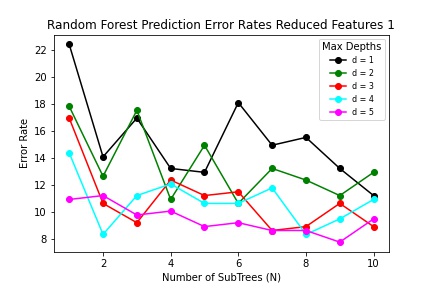 Random Forest Prediction Error Rates Reduced Features 1
Max Depths
d = 1
d = 2
d = 3
d = 4
d = 5
Error Rate
22
20
18
16
14
12
10
8
2 4 6 8 10
Number of SubTrees (N)